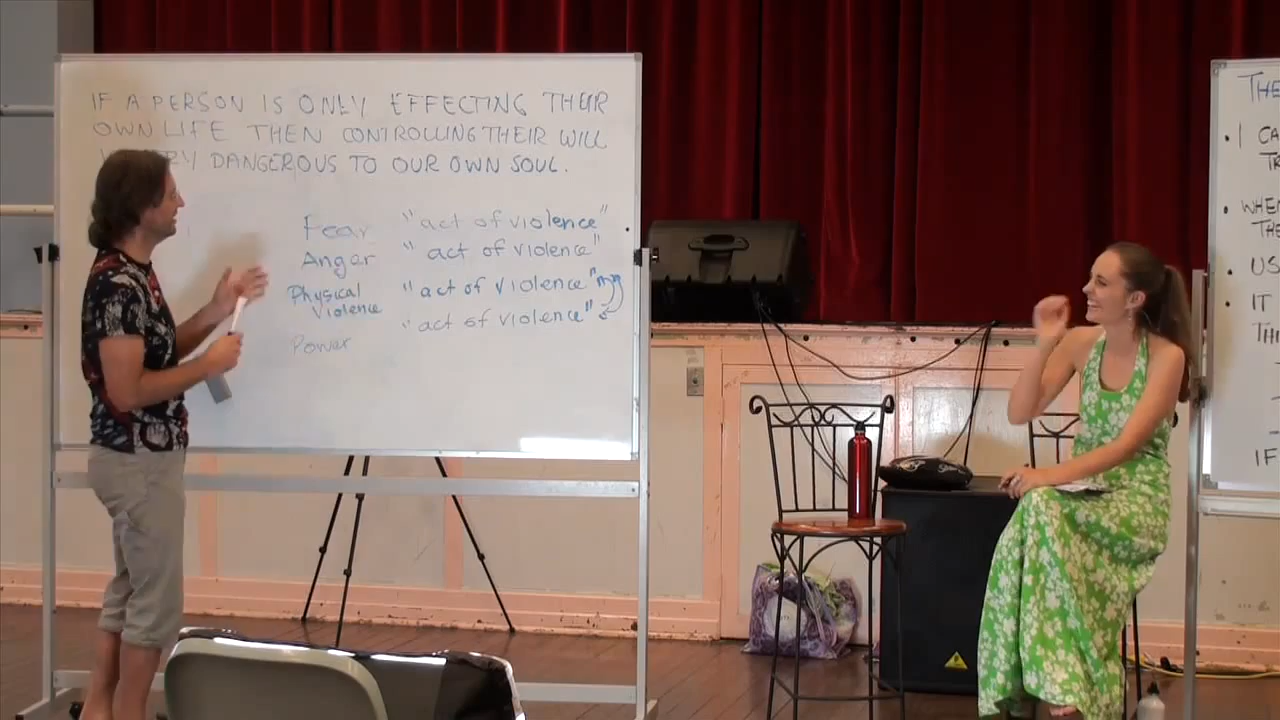 IF A PERSON IS ONLY EFFECTING THEIR
OWN LIFE THEN CONTROLLING THEIR WILL
DANGEROUS TO OUR OWN SOUL.
Fear "act of violence"
Anger "act of violence"
Physical Violence "act of violence"
"act of violence"
Power
THE
• I CA
TR
• WHEN
THE
• US
• IT
THI
IF